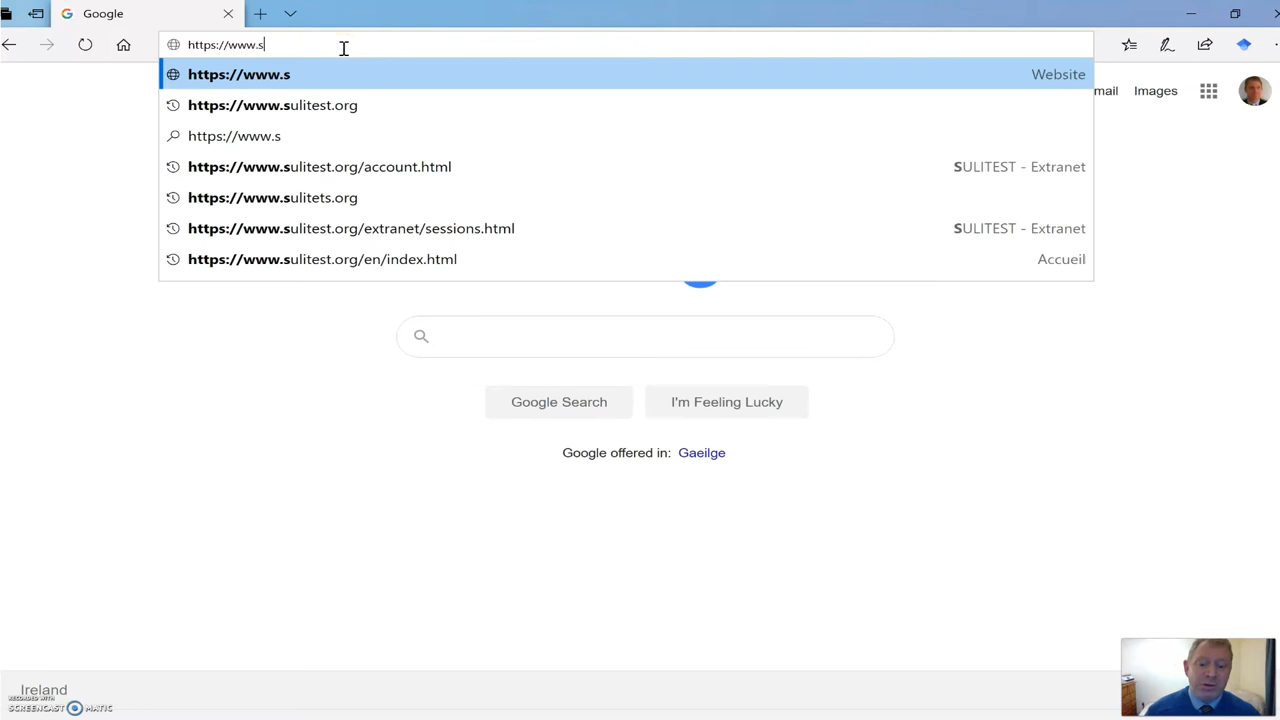 Google
https://www.s
https://www.s Website
https://www.sulitest.org
https://www.s
https://www.sulitest.org/account.html SULITEST - Extranet
https://www.sulitets.org
https://www.sulitest.org/extranet/sessions.html SULITEST - Extranet
https://www.sulitest.org/en/index.html Accueil
mail Images
Google Search I'm Feeling Lucky
Google offered in: Gaeilge
Ireland
RECORDED WITH
SCREENCAST MATIC